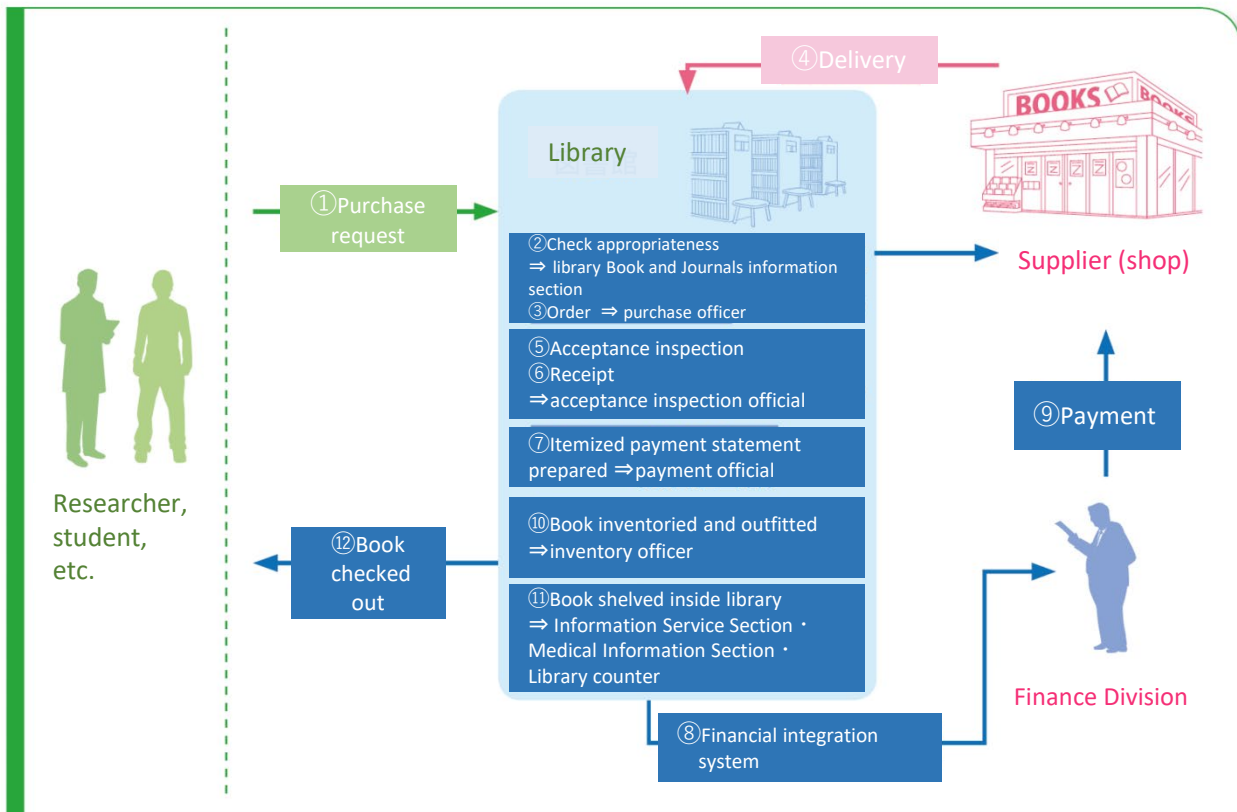 ④Delivery
BOOKS
BOOKS
Library
①Purchase
request
②Check appropriateness
⇒ library Book and Journals information
section
③Order ⇒ purchase officer
Supplier (shop)
⑤Acceptance inspection
⑥Receipt
⇒acceptance inspection official
⑨Payment
⑦Itemized payment statement
prepared ⇒payment official
Researcher,
student,
etc.
⑩Book inventoried and outfitted
⇒inventory officer
⑫Book
checked
out
⑪Book shelved inside library
⇒ Information Service Section・
Medical Information Section・
Library counter
Finance Division
⑧Financial integration
system